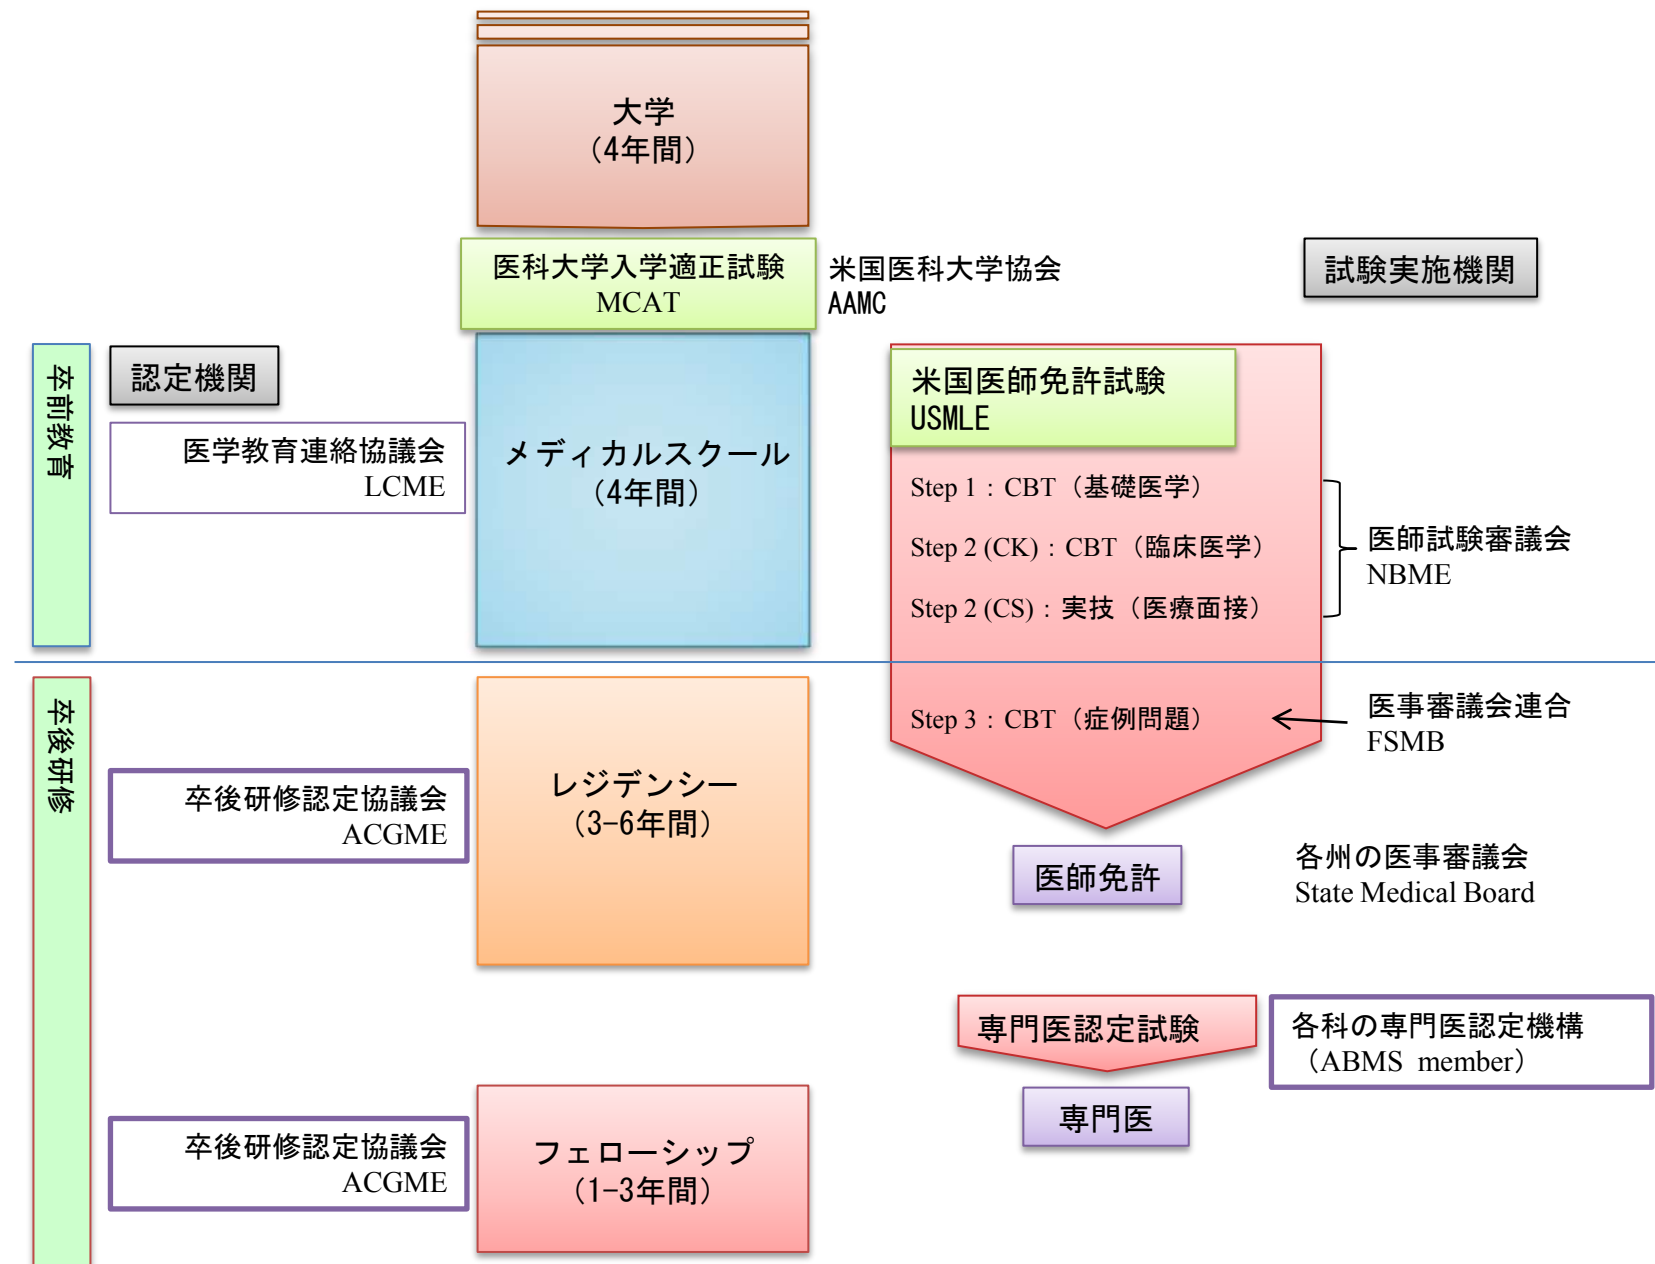 大学
（4年間）
医科大学入学適正試験
MCAT
米国医科大学協会
AAMC
試験実施機関
卒前教育
認定機関
医学教育連絡協議会
LCME
メディカルスクール
（4年間）
米国医師免許試験
USMLE
Step 1：CBT（基礎医学）
Step 2 (CK)：CBT（臨床医学）
Step 2 (CS)：実技（医療面接）
医師試験審議会
NBME
卒後研修
Step 3：CBT（症例問題）
医事審議会連合
FSMB
卒後研修認定協議会
ACGME
レジデンシー
（3-6年間）
医師免許
各州の医事審議会
State Medical Board
専門医認定試験
各科の専門医認定機構
（ABMS member）
専門医
卒後研修認定協議会
ACGME
フェローシップ
（1-3年間）